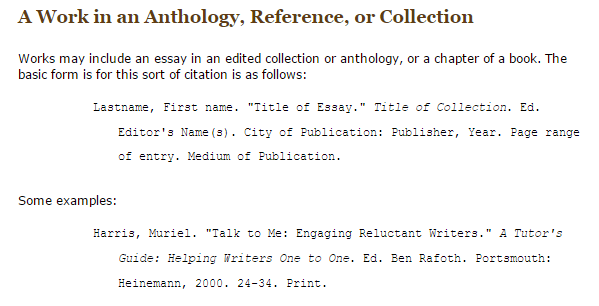 A Work in an Anthology, Reference, or Collection
Works may include an essay in an edited collection or anthology, or a chapter of a book. The
basic form is for this sort of citation is as follows:
Lastname, First name. "Title of Essay." Title of Collection. Ed.
Editor's Name(s). City of Publication: Publisher, Year. Page range
of entry. Medium of Publication.
Some examples:
Harris, Muriel. "Talk to Me: Engaging Reluctant Writers." A Tutor's
Guide: Helping Writers One to One. Ed. Ben Rafoth. Portsmouth:
Heinemann, 2000. 24-34. Print.